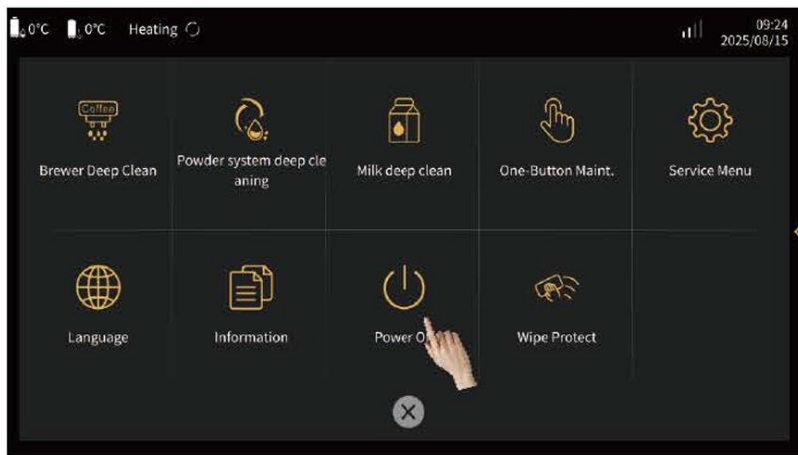 0°C 0°C Heating 09:24
2025/08/15
Coffee
Brewer Deep Clean
Powder system deep cle
aning
Milk deep clean
One-Button Maint.
Service Menu
Language
Information
Power
Wipe Protect